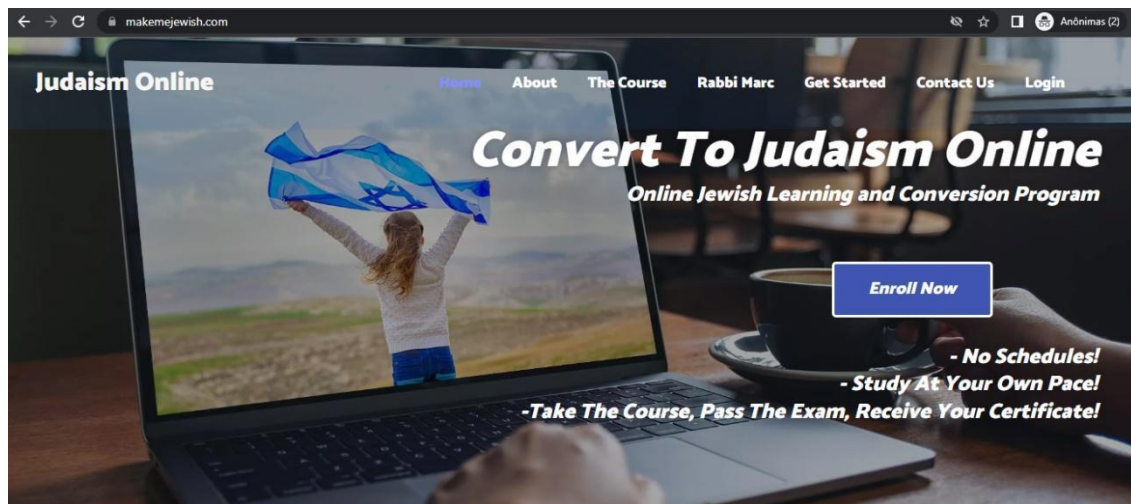 makemejewish.com
Anônimas (2)
Judaism Online
Home About The Course Rabbi Marc Get Started Contact Us Login
Convert To Judaism Online
Online Jewish Learning and Conversion Program
Enroll Now
- No Schedules!
- Study At Your Own Pace!
-Take The Course, Pass The Exam, Receive Your Certificate!